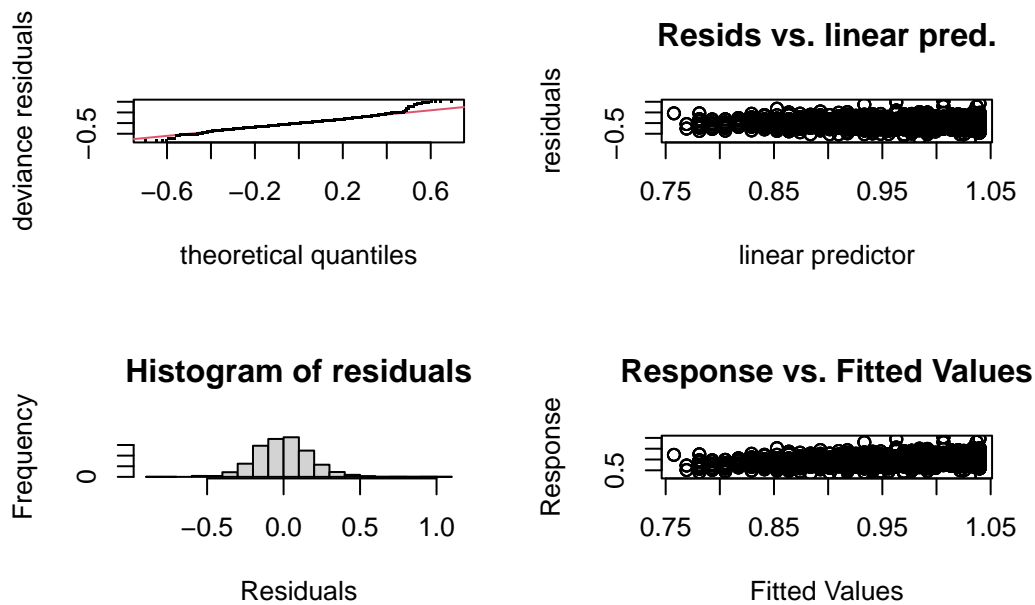 deviance residuals
−0.5
−0.6 −0.2 0.2 0.6
theoretical quantiles
Resids vs. linear pred.
residuals
−0.5
0.75 0.85 0.95 1.05
linear predictor
Histogram of residuals
Frequency
0
−0.5 0.0 0.5 1.0
Residuals
Response vs. Fitted Values
Response
0.5
0.75 0.85 0.95 1.05
Fitted Values